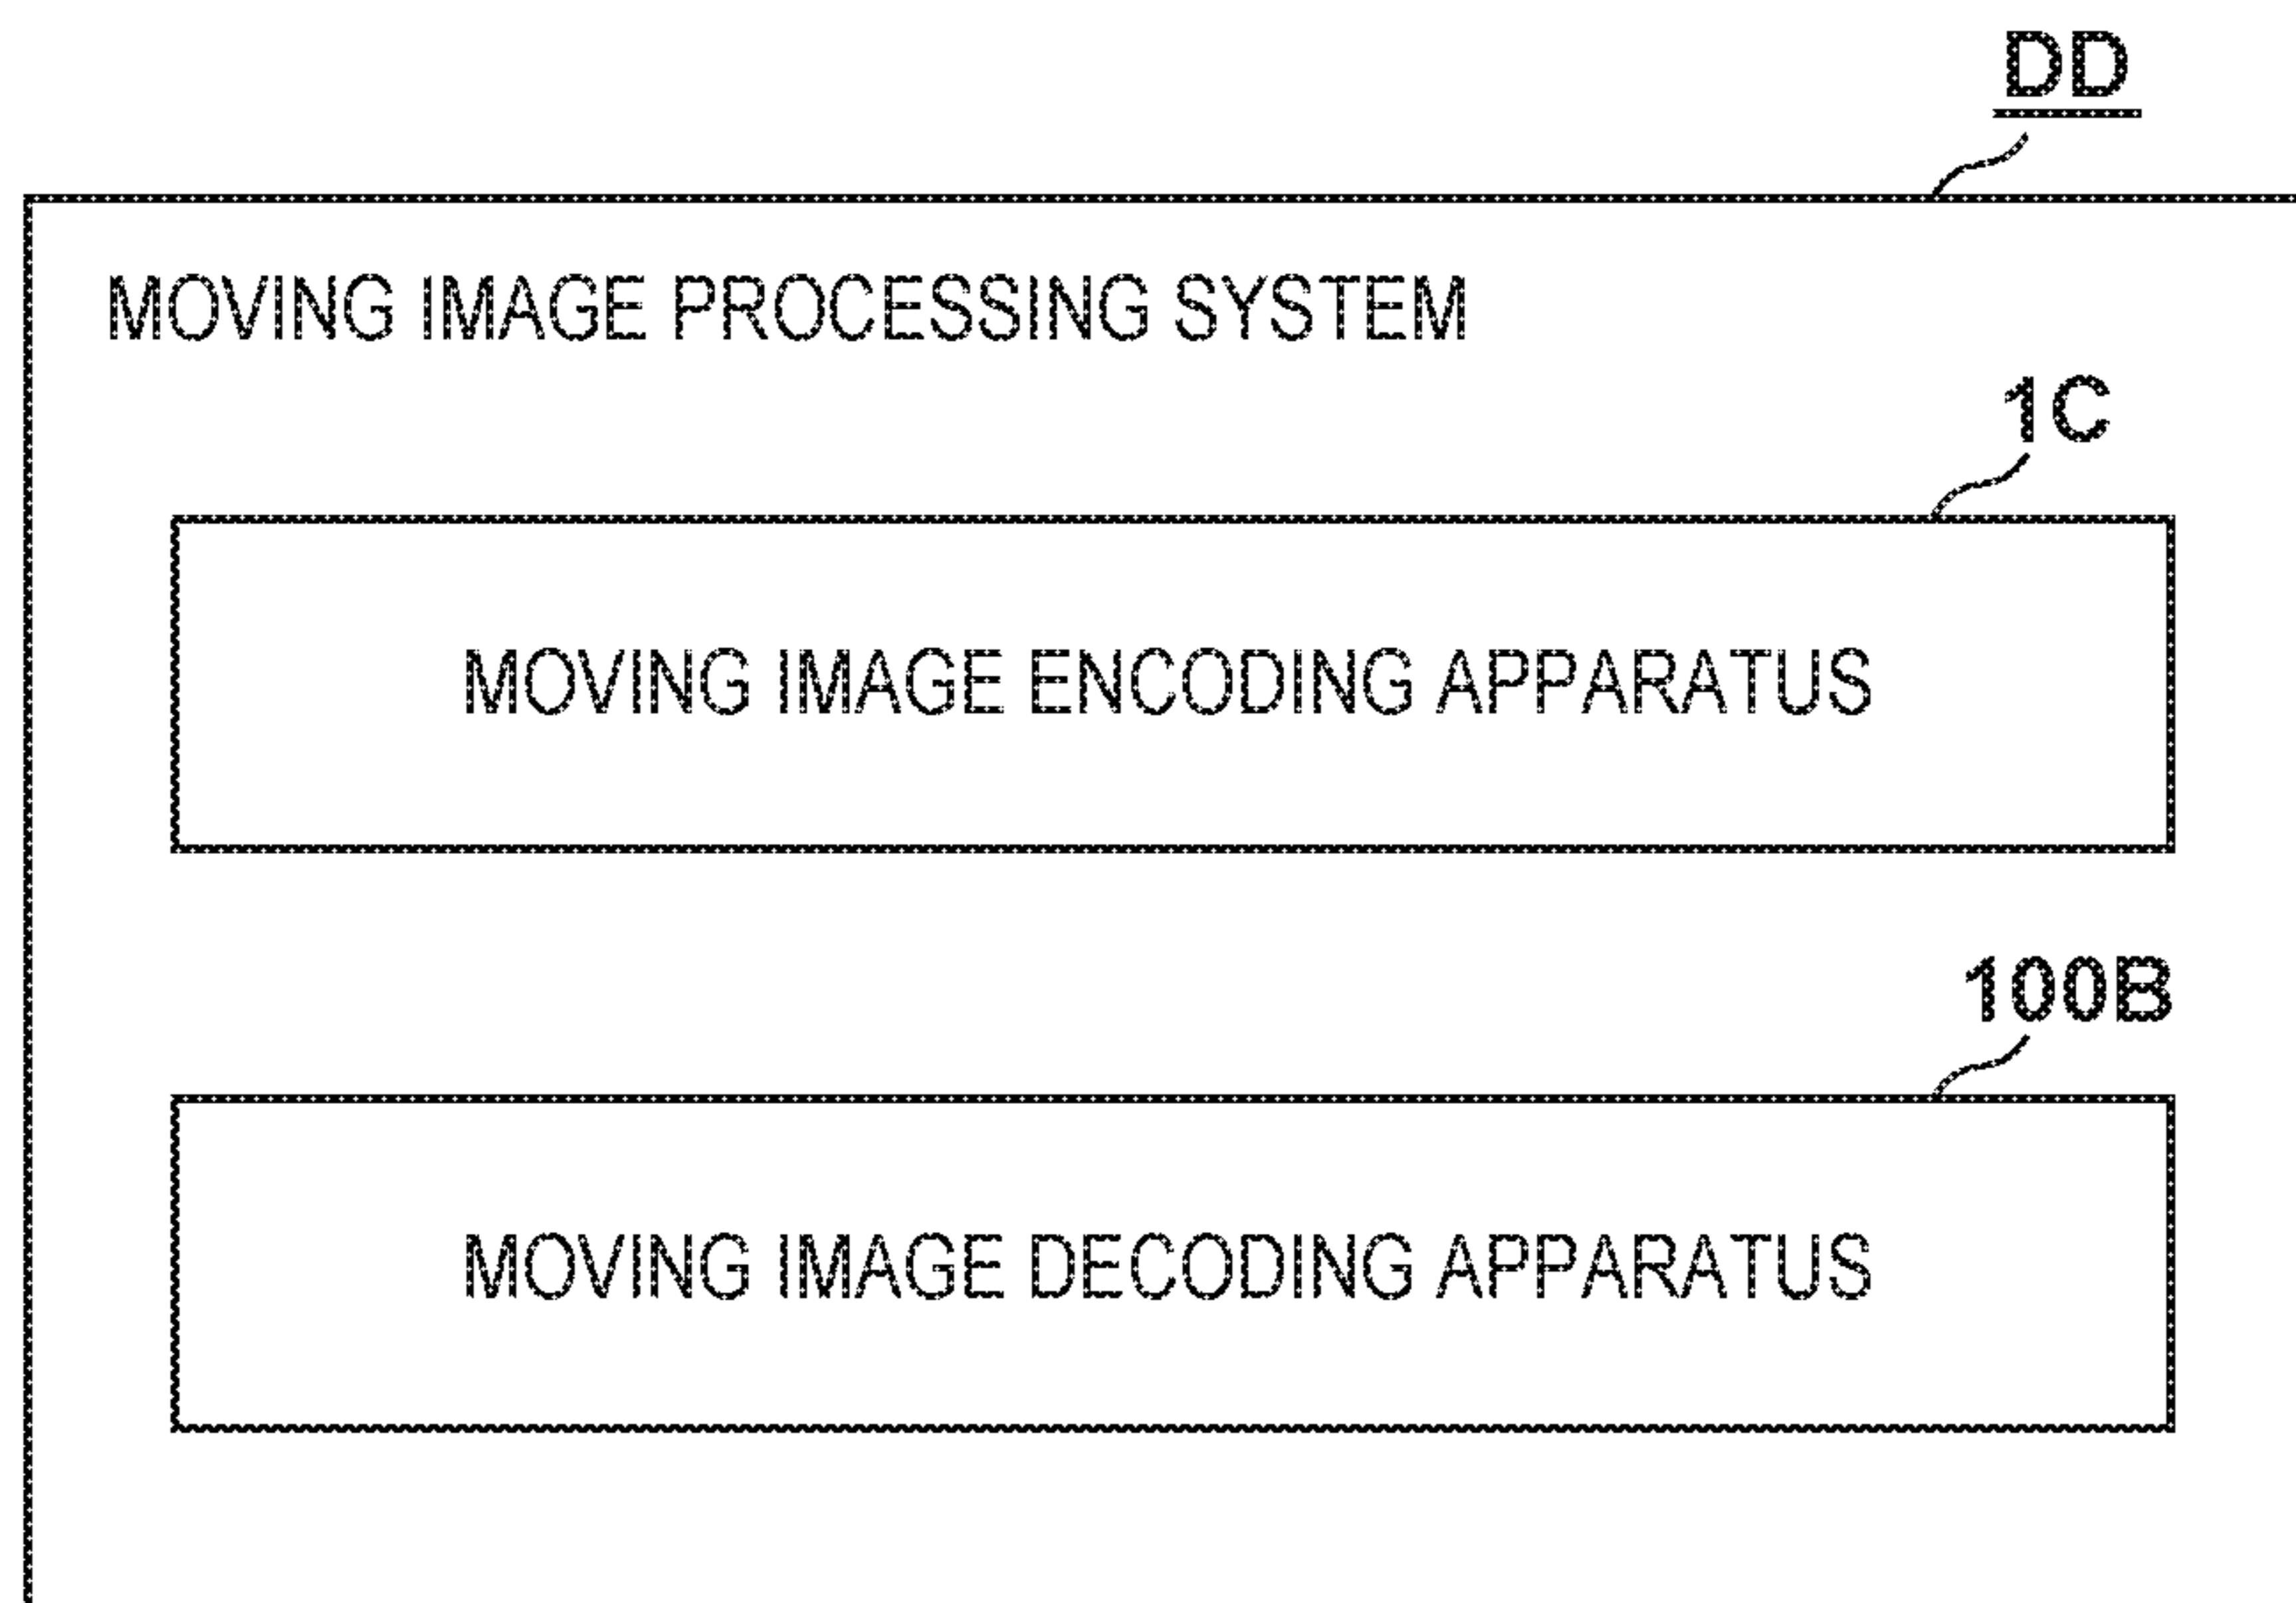 DD
MOVING IMAGE PROCESSING SYSTEM
1C
MOVING IMAGE ENCODING APPARATUS
100B
MOVING IMAGE DECODING APPARATUS